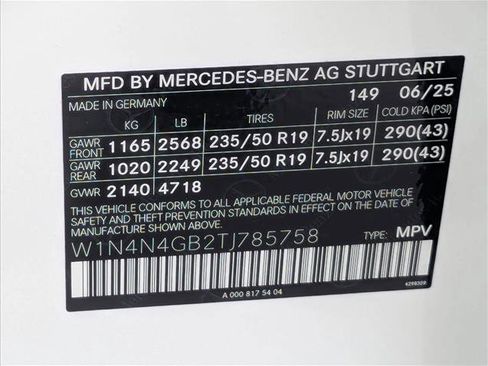 MFD BY MERCEDES-BENZ AG STUTTGART
MADE IN GERMANY 149 06/25
KG LB TIRES RIM SIZE COLD KPA(PSI)
GAWR FRONT 1165 2568 235/50 R19 7.5Jx19 290(43)
GAWR REAR 1020 2249 235/50 R19 7.5Jx19 290(43)
GVWR 2140 4718
THIS VEHICLE CONFORMS TO ALL APPLICABLE FEDERAL MOTOR VEHICLE
SAFETY STANDARDS IN EFFECT ON THE DATE OF MANUFACTURE SHOWN ABOVE.
W1N4N4GB2TJ785758 TYPE: MPV
A 000 817 54 04